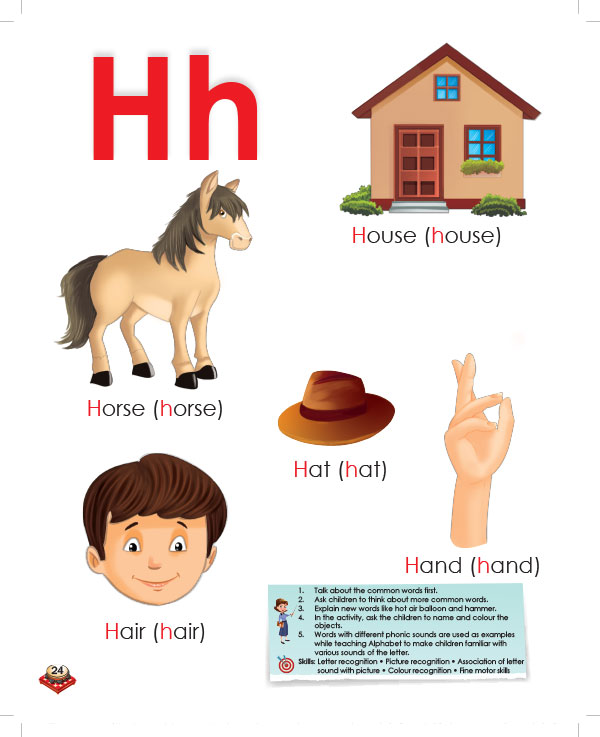 Hh
House (house)
Horse (horse)
Hat (hat)
Hand (hand)
Hair (hair)
1. Talk about the common words first.
2. Ask children to think about more common words.
3. Explain new words like hot air balloon and hammer.
4. In the activity, ask the children to name and colour the
objects.
5. Words with different phonic sounds are used as examples
while teaching Alphabet to make children familiar with
various sounds of the letter.
Skills: Letter recognition • Picture recognition • Association of letter
sound with picture • Colour recognition • Fine motor skills
24